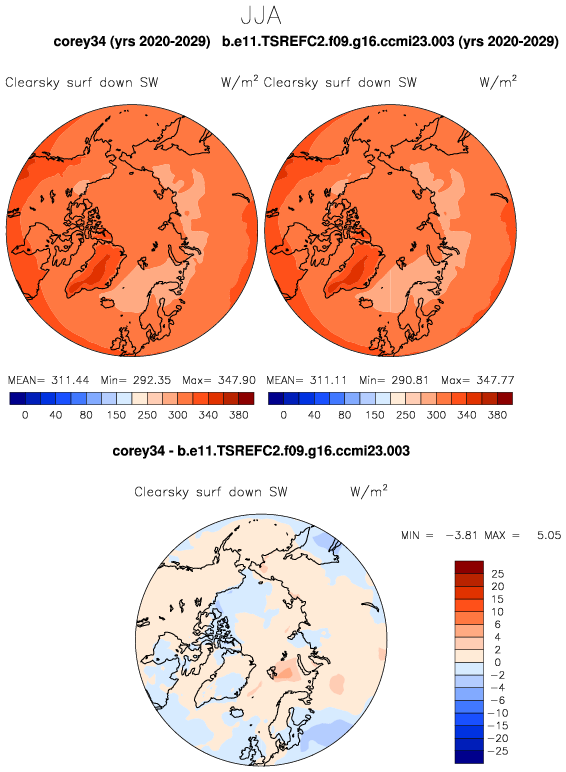 JJA
corey34 (yrs 2020-2029) b.e11.TSREFC2.f09.g16.ccmi23.003 (yrs 2020-2029)
Clearsky surf down SW W/m² Clearsky surf down SW W/m²
MEAN= 311.44 Min= 292.35 Max= 347.90 MEAN= 311.11 Min= 290.81 Max= 347.77
0 40 80 150 250 300 340 380 0 40 80 150 250 300 340 380
corey34 - b.e11.TSREFC2.f09.g16.ccmi23.003
Clearsky surf down SW W/m²
MIN = -3.81 MAX = 5.05
25
20
15
10
6
4
2
0
-2
-4
-6
-10
-15
-20
-25